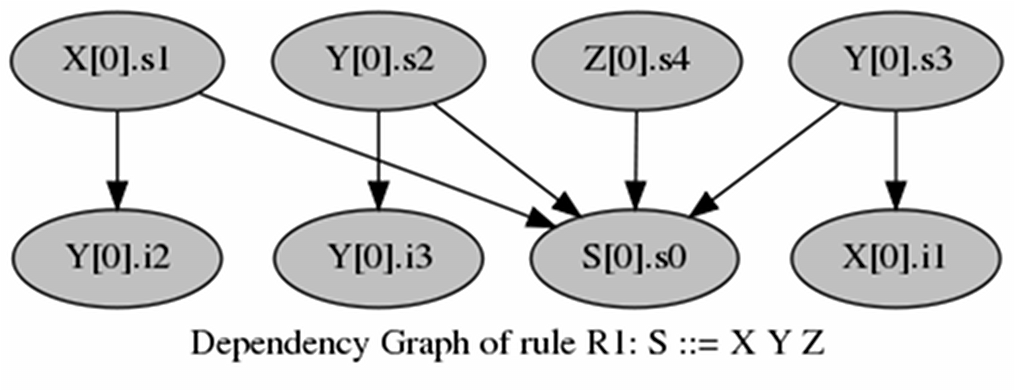 X[0].s1 Y[0].s2 Z[0].s4 Y[0].s3
Y[0].i2 Y[0].i3 S[0].s0 X[0].i1
Dependency Graph of rule R1: S ::= X Y Z